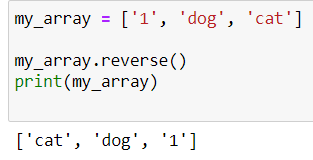 my_array = ['1', 'dog', 'cat']
my_array.reverse()
print(my_array)
['cat', 'dog', '1']